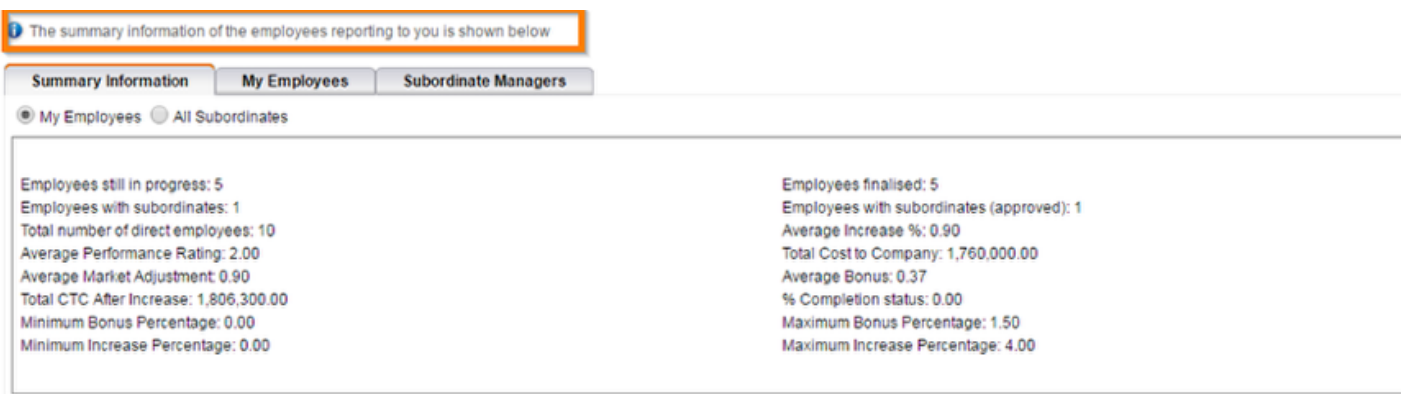 The summary information of the employees reporting to you is shown below
Summary Information My Employees Subordinate Managers
My Employees All Subordinates
Employees still in progress: 5
Employees with subordinates: 1
Total number of direct employees: 10
Average Performance Rating: 2.00
Average Market Adjustment: 0.90
Total CTC After Increase: 1,806,300.00
Minimum Bonus Percentage: 0.00
Minimum Increase Percentage: 0.00
Employees finalised: 5
Employees with subordinates (approved): 1
Average Increase %: 0.90
Total Cost to Company: 1,760,000.00
Average Bonus: 0.37
% Completion status: 0.00
Maximum Bonus Percentage: 1.50
Maximum Increase Percentage: 4.00